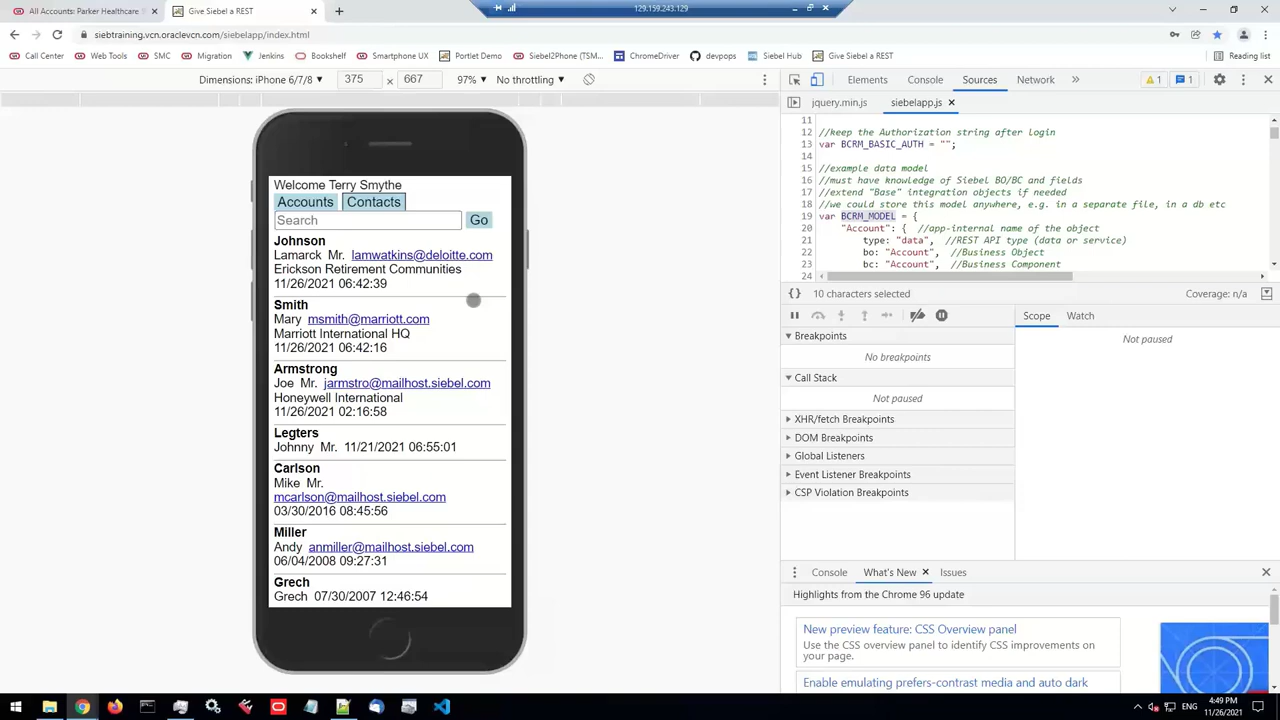 All Accounts: Parker Healthcare
Give Siebel a REST
129.159.243.129
siebtraining.vcn.oraclevcn.com/siebelapp/index.html
Call Center
Web Tools
SMC
Migration
Jenkins
Bookshelf
Smartphone UX
Portlet Demo
Siebel2Phone (TSM...
ChromeDriver
devpops
Siebel Hub
Give Siebel a REST
Reading list
Dimensions: iPhone 6/7/8
375
667
97%
No throttling
Elements
Console
Sources
Network
1
1
jquery.min.js
siebelapp.js
11
12 //keep the Authorization string after login
13 var BCRM_BASIC_AUTH = "";
14
15 //example data model
16 //must have knowledge of Siebel BO/BC and fields
17 //extend "Base" integration objects if needed
18 //we could store this model anywhere, e.g. in a separate file, in a db etc
19 var BCRM_MODEL = {
20 "Account": { //app-internal name of the object
21 type: "data", //REST API type (data or service)
22 bo: "Account", //Business Object
23 bc: "Account", //Business Component
24
{} 10 characters selected
Coverage: n/a
Scope
Watch
Not paused
Breakpoints
No breakpoints
Call Stack
Not paused
XHR/fetch Breakpoints
DOM Breakpoints
Global Listeners
Event Listener Breakpoints
CSP Violation Breakpoints
Console
What's New
Issues
Highlights from the Chrome 96 update
New preview feature: CSS Overview panel
Use the CSS overview panel to identify CSS improvements on
your page.
Enable emulating prefers-contrast media and auto dark
Welcome Terry Smythe
Accounts
Contacts
Search
Go
Johnson
Lamarck Mr. lamwatkins@deloitte.com
Erickson Retirement Communities
11/26/2021 06:42:39
Smith
Mary msmith@marriott.com
Marriott International HQ
11/26/2021 06:42:16
Armstrong
Joe Mr. jarmstro@mailhost.siebel.com
Honeywell International
11/26/2021 02:16:58
Legters
Johnny Mr. 11/21/2021 06:55:01
Carlson
Mike Mr.
mcarlson@mailhost.siebel.com
03/30/2016 08:45:56
Miller
Andy anmiller@mailhost.siebel.com
06/04/2008 09:27:31
Grech
Grech 07/30/2007 12:46:54
ENG
4:49 PM
11/26/2021